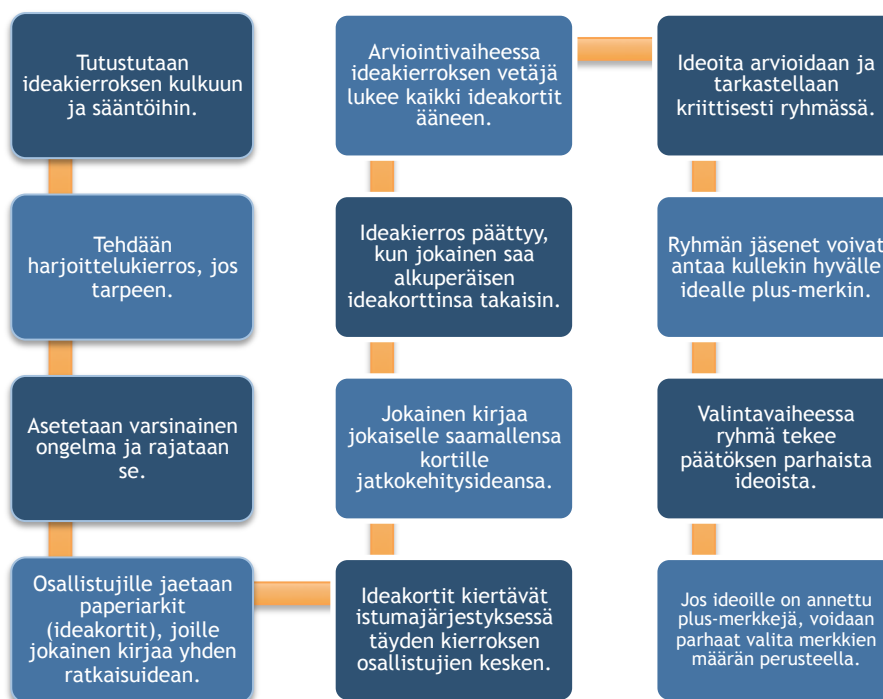 Tutustutaan
ideakierroksen kulkuun
ja sääntöihin.
Tehdään
harjoittelukierros, jos
tarpeen.
Asetetaan varsinainen
ongelma ja rajataan
se.
Osallistujille jaetaan
paperiarkit
(ideakortit), joille
jokainen kirjaa yhden
ratkaisuidean.
Ideakortit kiertävät
istumajärjestyksessä
täyden kierroksen
osallistujien kesken.
Jokainen kirjaa
jokaiselle saamallensa
kortille
jatkokehitysideansa.
Ideakierros päättyy,
kun jokainen saa
alkuperäisen
ideakorttinsa takaisin.
Arviointivaiheessa
ideakierroksen vetäjä
lukee kaikki ideakortit
ääneen.
Ideoita arvioidaan ja
tarkastellaan
kriittisesti ryhmässä.
Ryhmän jäsenet voivat
antaa kullekin hyvälle
idealle plus-merkin.
Valintavaiheessa
ryhmä tekee
päätöksen parhaista
ideoista.
Jos ideoille on annettu
plus-merkkejä, voidaan
parhaat valita merkkien
määrän perusteella.